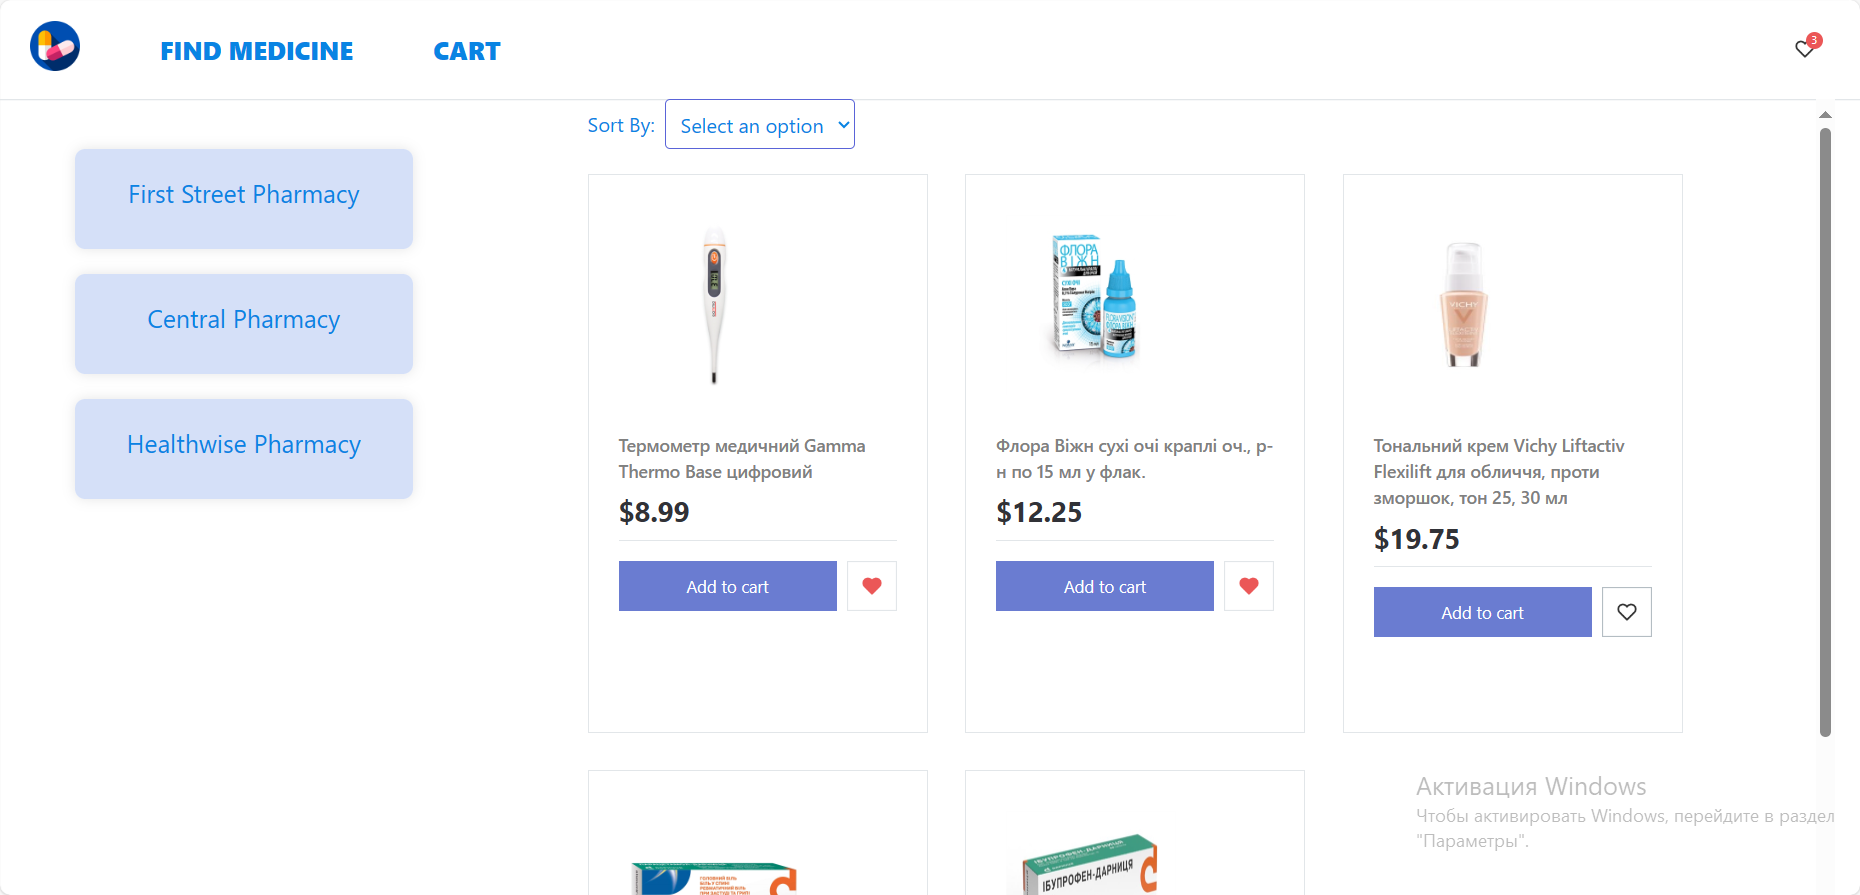 FIND MEDICINE
CART
3
Sort By:
Select an option
First Street Pharmacy
Central Pharmacy
Healthwise Pharmacy
ФЛОРА
ВІЖН
VICHY
Термометр медичний Gamma
Thermo Base цифровий
$8.99
Add to cart
Флора Віжн сухі очі краплі оч., р-
н по 15 мл у флак.
$12.25
Add to cart
Тональний крем Vichy Liftactiv
Flexilift для обличчя, проти
зморшок, тон 25, 30 мл
$19.75
Add to cart
ІБУПРОФЕН-ДАРНИЦЯ
ІБУПРОФЕН-ДАРНИЦЯ
Активация Windows
Чтобы активировать Windows, перейдите в раздел
"Параметры".